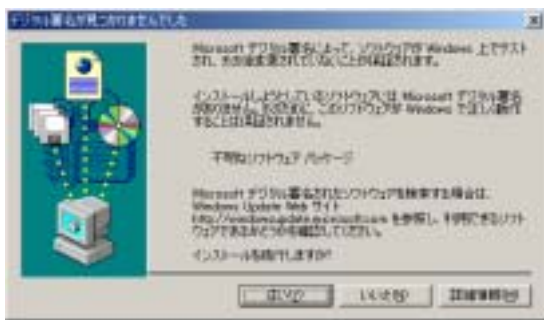 デジタル署名が見つかりませんでした
Microsoft デジタル署名によって、ソフトウェアが Windows 上でテスト
され、その後変更されていないことが保証されます。
インストールしようとしているソフトウェアには Microsoft デジタル署名
がありません。そのために、このソフトウェアが Windows で正しく動作
することは保証されません。
不明なソフトウェア パッケージ
Microsoft デジタル署名されたソフトウェアを検索する場合は、
Windows Update Web サイト
http://windowsupdate.microsoft.com を参照し、利用できるソフト
ウェアであるかどうかを確認してください。
インストールを続行しますか?
はい(Y)
いいえ(N)
詳細情報(M)